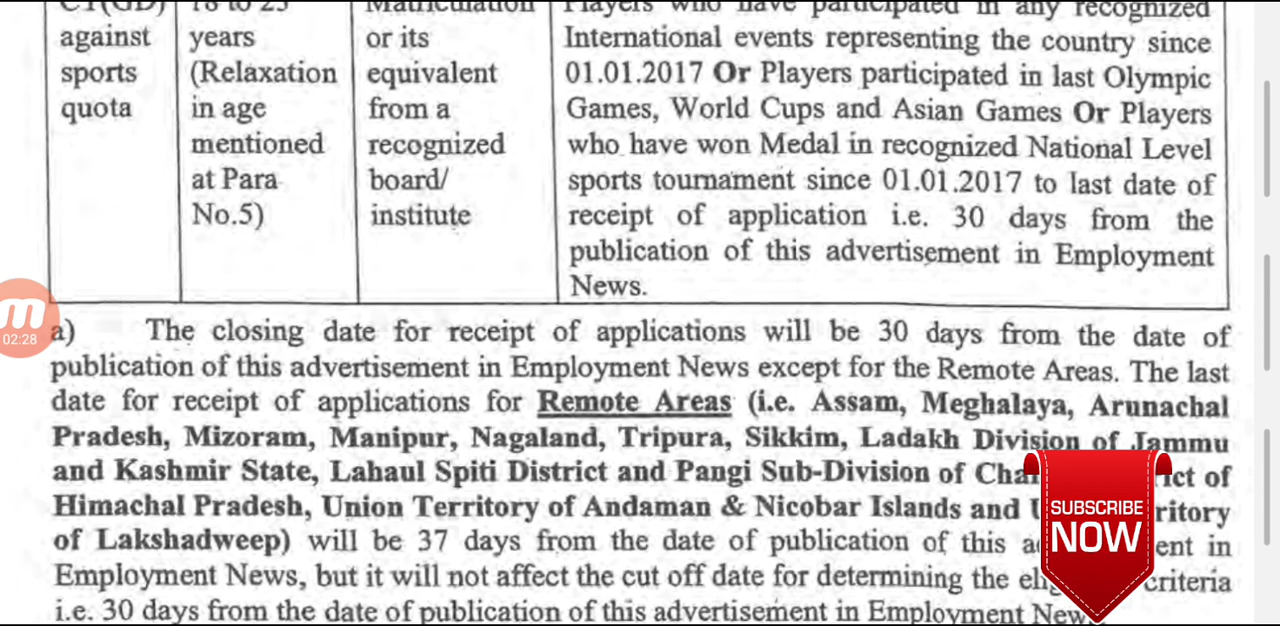 CT(GD)
against
sports
quota
18 to 23
years
(Relaxation
in age
mentioned
at Para
No.5)
Matriculation
or its
equivalent
from a
recognized
board/
institute
Players who have participated in any recognized
International events representing the country since
01.01.2017 Or Players participated in last Olympic
Games, World Cups and Asian Games Or Players
who have won Medal in recognized National Level
sports tournament since 01.01.2017 to last date of
receipt of application i.e. 30 days from the
publication of this advertisement in Employment
News.
02:28
a) The closing date for receipt of applications will be 30 days from the date of
publication of this advertisement in Employment News except for the Remote Areas. The last
date for receipt of applications for Remote Areas (i.e. Assam, Meghalaya, Arunachal
Pradesh, Mizoram, Manipur, Nagaland, Tripura, Sikkim, Ladakh Division of Jammu
and Kashmir State, Lahaul Spiti District and Pangi Sub-Division of of
Himachal Pradesh, Union Territory of Andaman & Nicobar Islands and
of Lakshadweep) will be 37 days from the date of publication of this in
Employment News, but it will not affect the cut off date for determining the criteria
i.e. 30 days from the date of publication of this advertisement in Employment
SUBSCRIBE
NOW